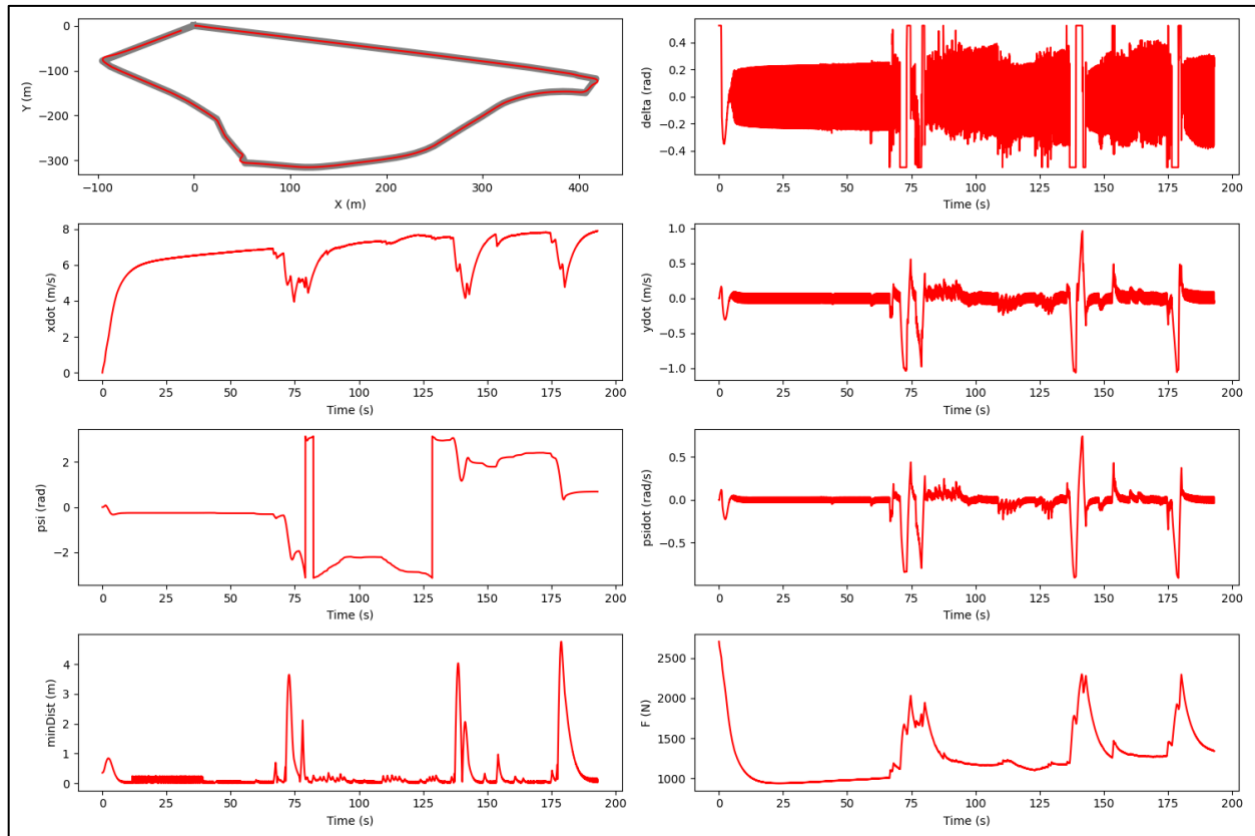 0
−100
−200
−300
Y (m)
−100 0 100 200 300 400
X (m)
0.4
0.2
0.0
−0.2
−0.4
delta (rad)
0 25 50 75 100 125 150 175 200
Time (s)
8
6
4
2
0
xdot (m/s)
0 25 50 75 100 125 150 175 200
Time (s)
1.0
0.5
0.0
−0.5
−1.0
ydot (m/s)
0 25 50 75 100 125 150 175 200
Time (s)
2
0
−2
psi (rad)
0 25 50 75 100 125 150 175 200
Time (s)
0.5
0.0
−0.5
psidot (rad/s)
0 25 50 75 100 125 150 175 200
Time (s)
4
3
2
1
0
minDist (m)
0 25 50 75 100 125 150 175 200
Time (s)
2500
2000
1500
1000
F (N)
0 25 50 75 100 125 150 175 200
Time (s)